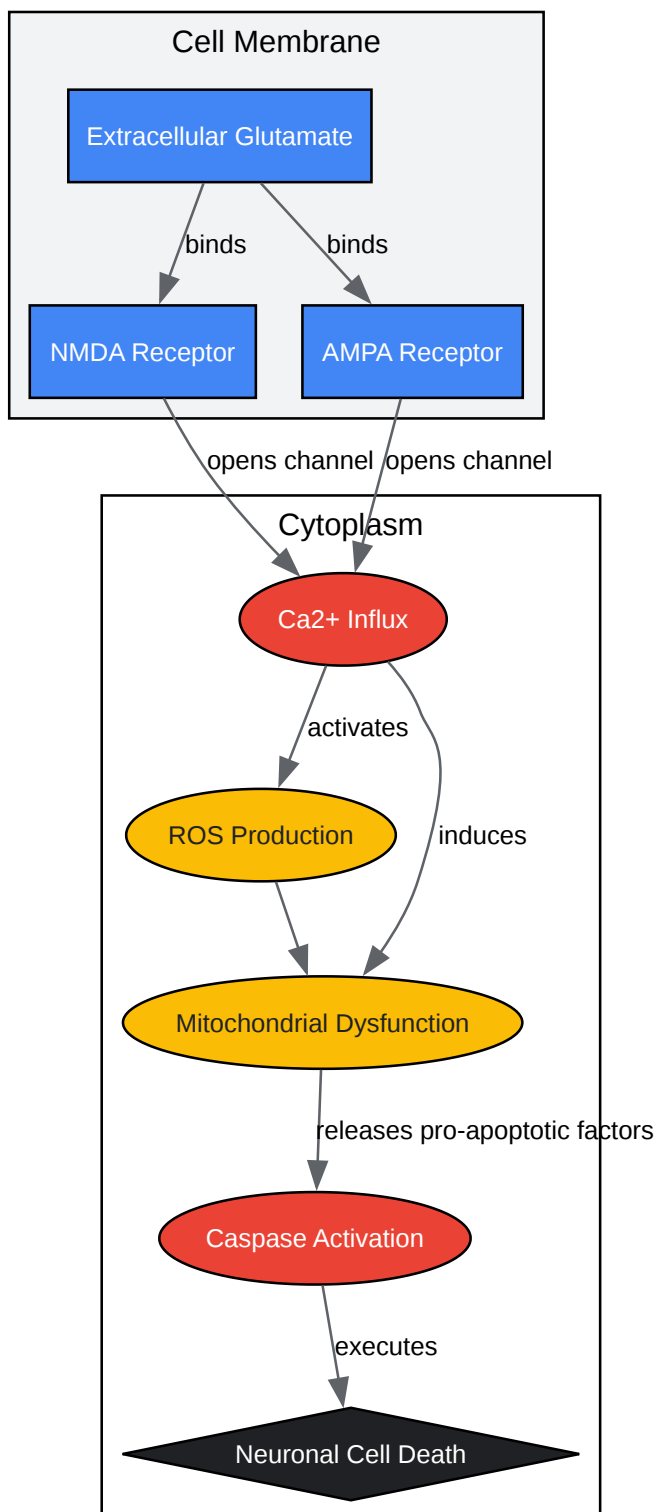 Cell Membrane
Extracellular Glutamate
binds
binds
NMDA Receptor
AMPA Receptor
opens channel
opens channel
Cytoplasm
Ca2+ Influx
activates
ROS Production
induces
Mitochondrial Dysfunction
releases pro-apoptotic factors
Caspase Activation
executes
Neuronal Cell Death